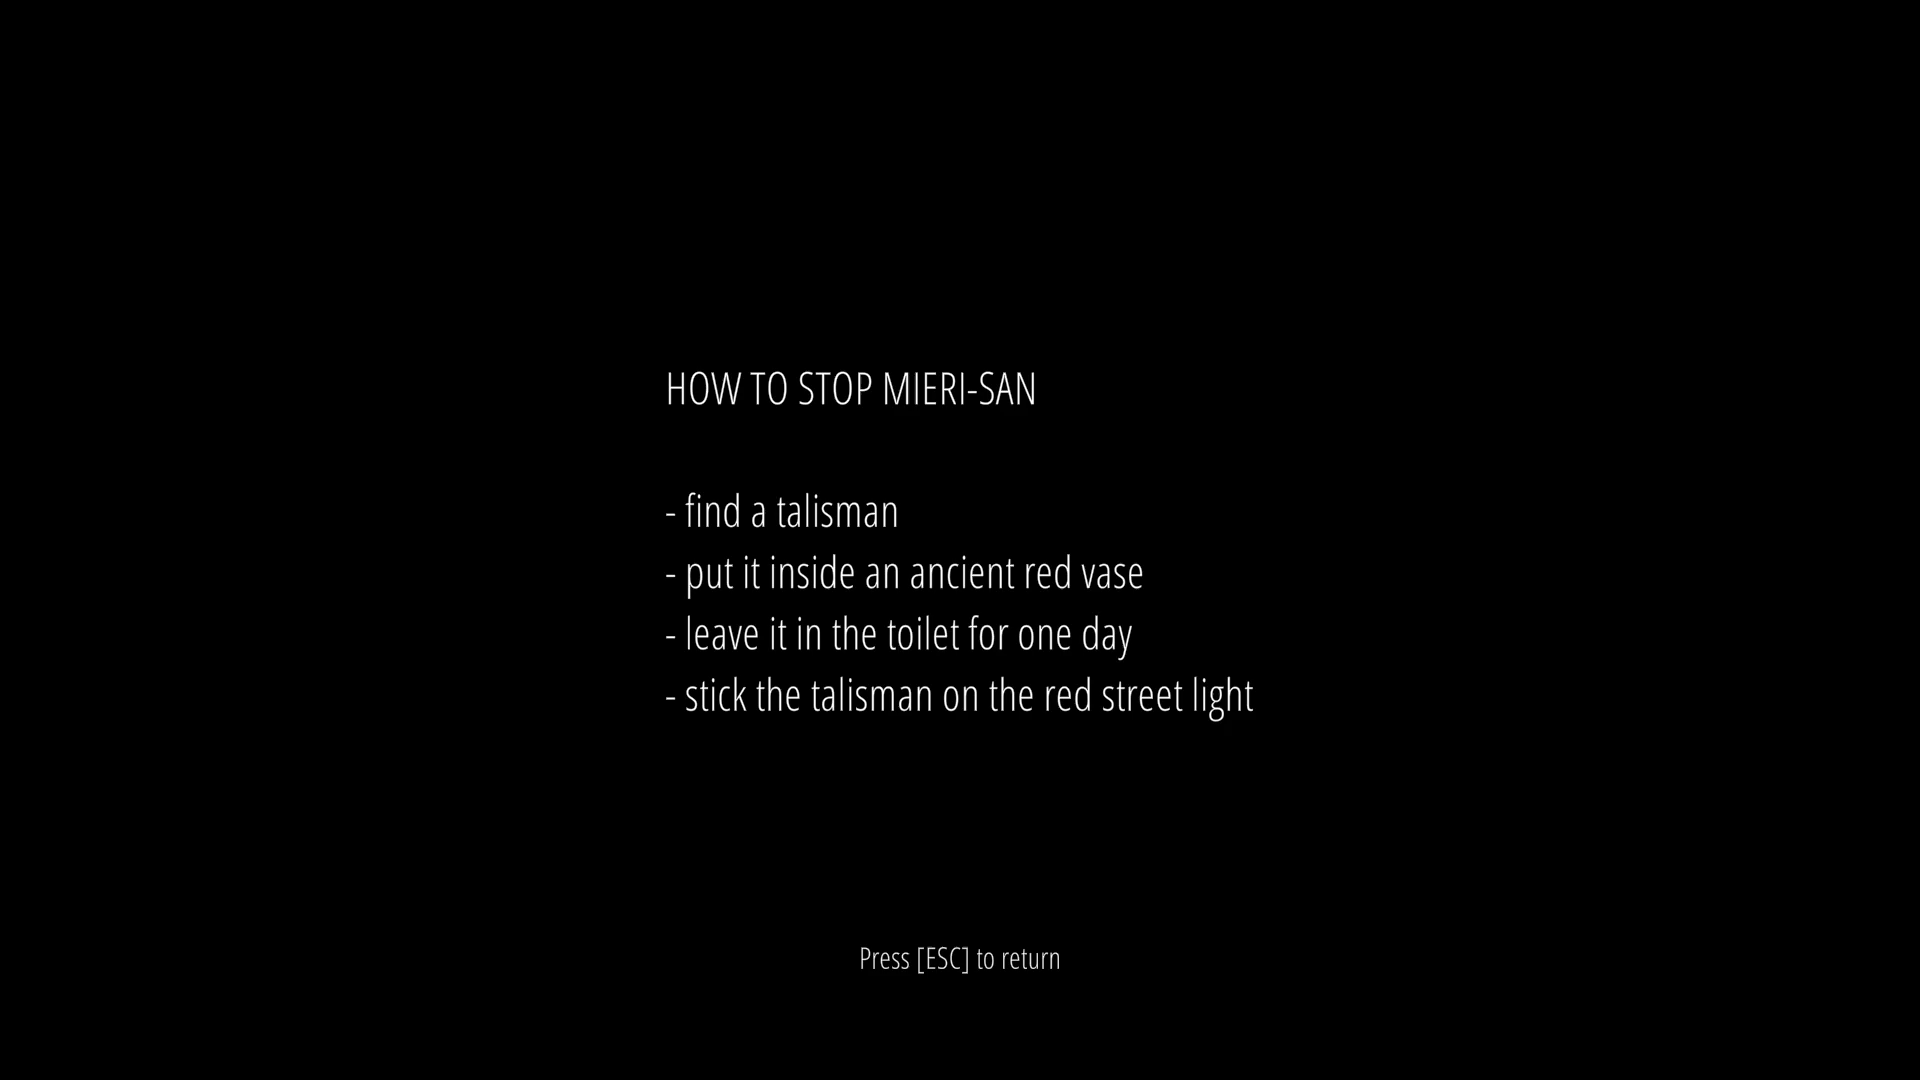 HOW TO STOP MIERI-SAN
- find a talisman
- put it inside an ancient red vase
- leave it in the toilet for one day
- stick the talisman on the red street light
Press [ESC] to return